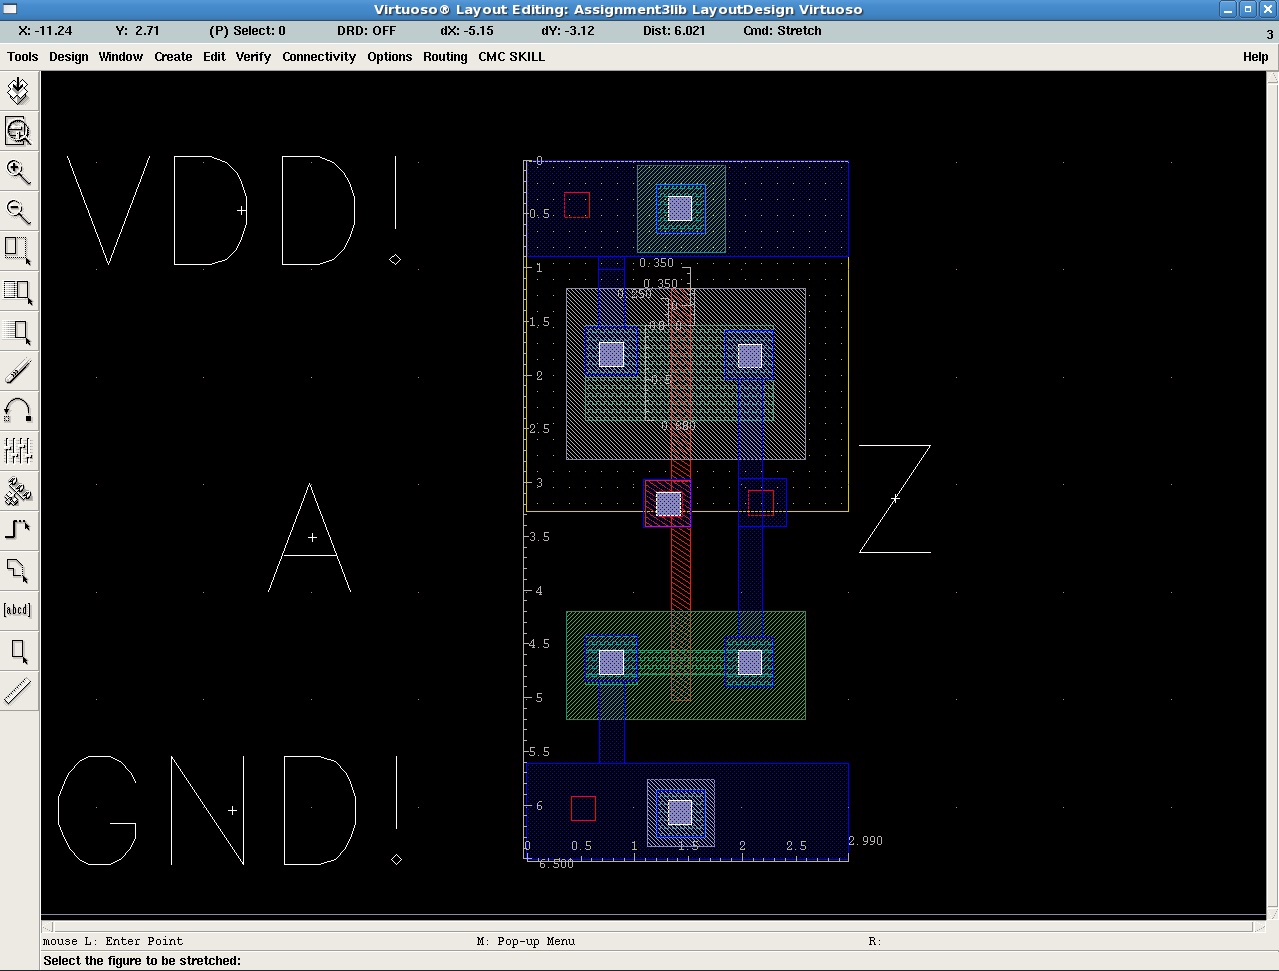 Virtuoso® Layout Editing: Assignment3lib LayoutDesign Virtuoso
X: -11.24 Y: 2.71 (P) Select: 0 DRD: OFF dX: -5.15 dY: -3.12 Dist: 6.021 Cmd: Stretch 3
Tools Design Window Create Edit Verify Connectivity Options Routing CMC SKILL Help
VDD!
0
0.5
1
0.350
0.350
0.250
1.5
2
2.5
0.680
3
Z
A
3.5
4
[abcd]
4.5
5
5.5
GND!
6
0 0.5 1 1.5 2 2.5 2.990
6.500
mouse L: Enter Point M: Pop-up Menu R:
Select the figure to be stretched: